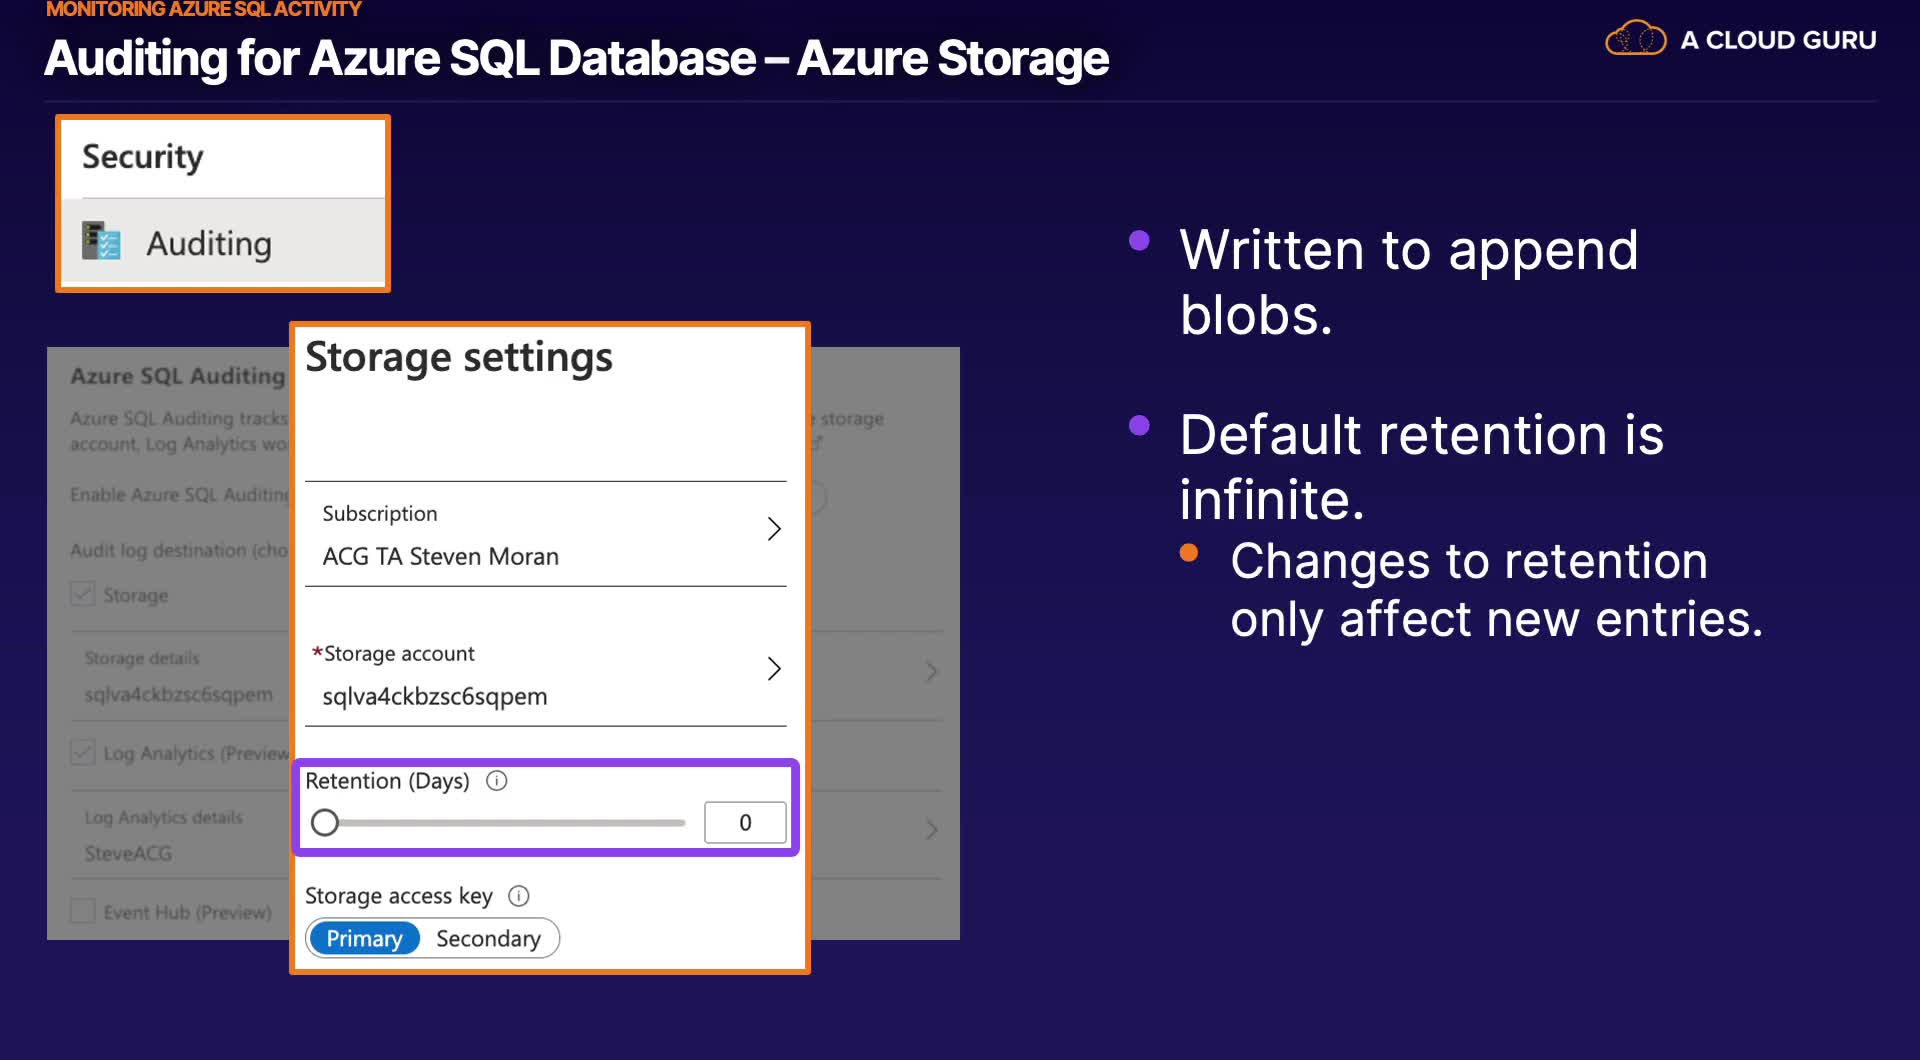 MONITORING AZURE SQL ACTIVITY
Auditing for Azure SQL Database – Azure Storage
A CLOUD GURU
Security
Auditing
Azure SQL Auditing
Azure SQL Auditing tracks
storage
account, Log Analytics
Enable Azure SQL Auditing
Audit log destination
Storage
Storage details
sqlva4ckbzsc6sqpem
Log Analytics (Preview
Log Analytics details
SteveACG
Event Hub (Preview)
Storage settings
Subscription
ACG TA Steven Moran
*Storage account
sqlva4ckbzsc6sqpem
Retention (Days)
0
Storage access key
Primary Secondary
Written to append
blobs.
Default retention is
infinite.
Changes to retention
only affect new entries.